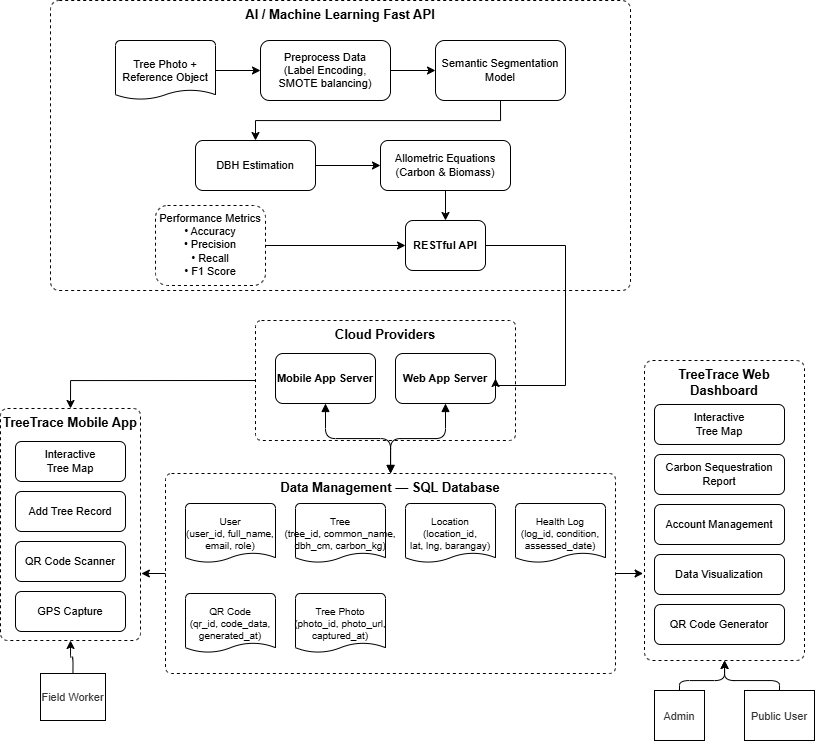 AI / Machine Learning Fast API
Tree Photo +
Reference Object
Preprocess Data
(Label Encoding,
SMOTE balancing)
Semantic Segmentation
Model
DBH Estimation
Allometric Equations
(Carbon & Biomass)
Performance Metrics
• Accuracy
• Precision
• Recall
• F1 Score
RESTful API
Cloud Providers
Mobile App Server
Web App Server
TreeTrace Mobile App
Interactive
Tree Map
Add Tree Record
QR Code Scanner
GPS Capture
Field Worker
Data Management — SQL Database
User
(user_id, full_name,
email, role)
Tree
(tree_id, common_name,
dbh_cm, carbon_kg)
Location
(location_id,
lat, lng, barangay)
Health Log
(log_id, condition,
assessed_date)
QR Code
(qr_id, code_data,
generated_at)
Tree Photo
(photo_id, photo_url,
captured_at)
TreeTrace Web
Dashboard
Interactive
Tree Map
Carbon Sequestration
Report
Account Management
Data Visualization
QR Code Generator
Admin
Public User